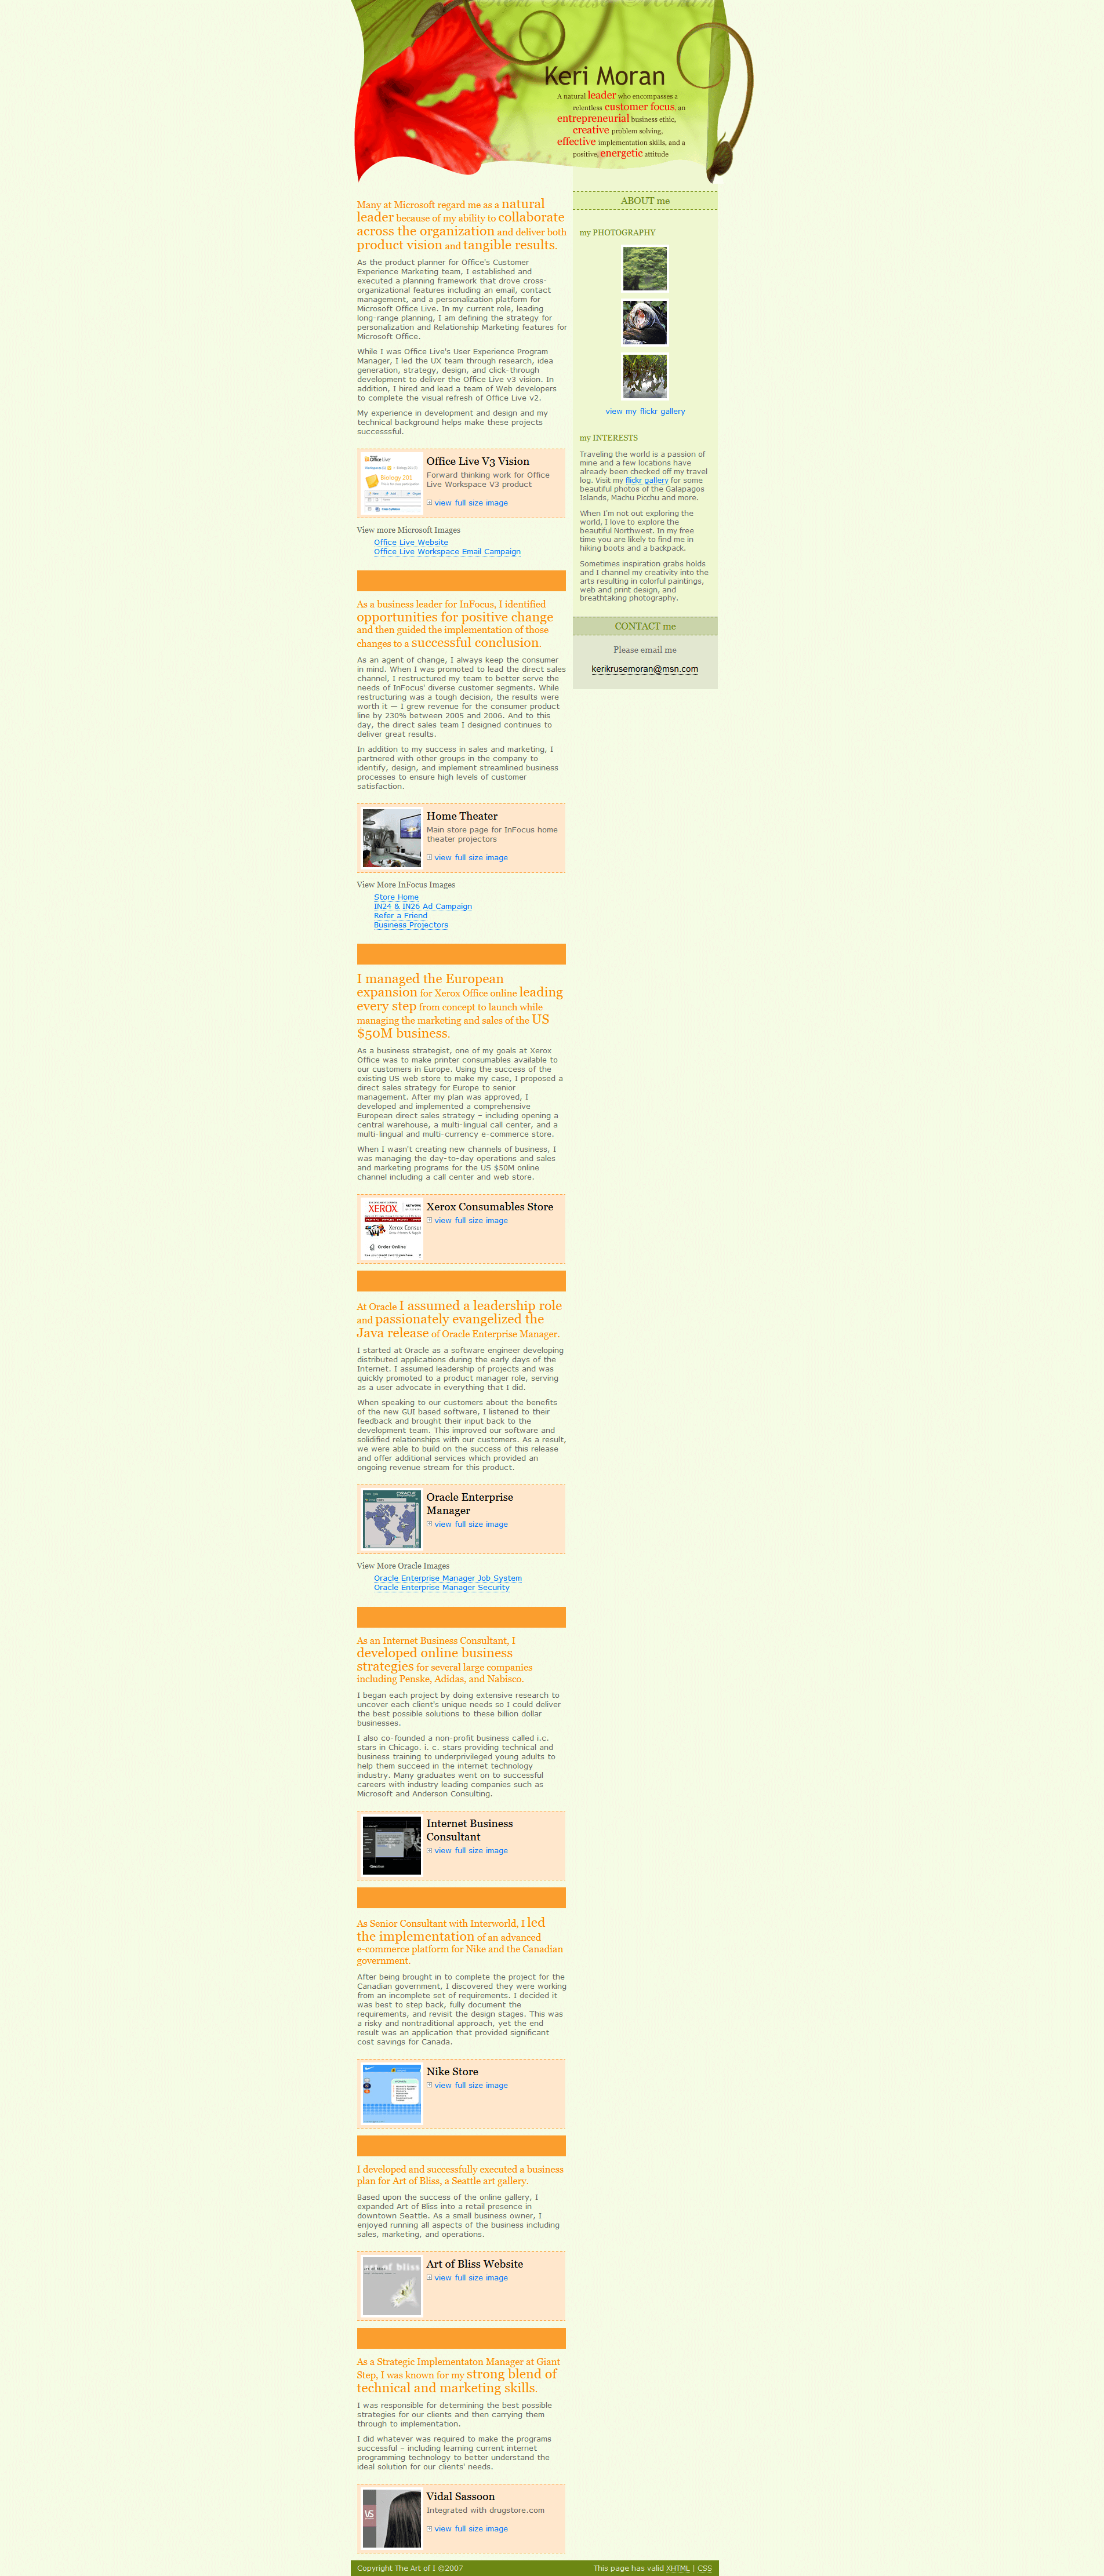 Keri Moran
A natural leader who encompasses a
relentless customer focus, an
entrepreneurial business ethic,
creative problem solving,
effective implementation skills, and a
positive, energetic attitude
Many at Microsoft regard me as a natural
leader because of my ability to collaborate
across the organization and deliver both
product vision and tangible results.
As the product planner for Office's Customer
Experience Marketing team, I established and
executed a planning framework that drove cross-
organizational features including an email, contact
management, and a personalization platform for
Microsoft Office Live. In my current role, leading
long-range planning, I am defining the strategy for
personalization and Relationship Marketing features for
Microsoft Office.
While I was Office Live's User Experience Program
Manager, I led the UX team through research, idea
generation, strategy, design, and click-through
development to deliver the Office Live v3 vision. In
addition, I hired and lead a team of Web developers
to complete the visual refresh of Office Live v2.
My experience in development and design and my
technical background helps make these projects
successsful.
Office Live
Biology 201
Office Live V3 Vision
Forward thinking work for Office
Live Workspace V3 product
view full size image
View more Microsoft Images
Office Live Website
Office Live Workspace Email Campaign
As a business leader for InFocus, I identified
opportunities for positive change
and then guided the implementation of those
changes to a successful conclusion.
As an agent of change, I always keep the consumer
in mind. When I was promoted to lead the direct sales
channel, I restructured my team to better serve the
needs of InFocus' diverse customer segments. While
restructuring was a tough decision, the results were
worth it — I grew revenue for the consumer product
line by 230% between 2005 and 2006. And to this
day, the direct sales team I designed continues to
deliver great results.
In addition to my success in sales and marketing, I
partnered with other groups in the company to
identify, design, and implement streamlined business
processes to ensure high levels of customer
satisfaction.
Home Theater
Main store page for InFocus home
theater projectors
view full size image
View More InFocus Images
Store Home
IN24 & IN26 Ad Campaign
Refer a Friend
Business Projectors
I managed the European
expansion for Xerox Office online leading
every step from concept to launch while
managing the marketing and sales of the US
$50M business.
As a business strategist, one of my goals at Xerox
Office was to make printer consumables available to
our customers in Europe. Using the success of the
existing US web store to make my case, I proposed a
direct sales strategy for Europe to senior
management. After my plan was approved, I
developed and implemented a comprehensive
European direct sales strategy – including opening a
central warehouse, a multi-lingual call center, and a
multi-lingual and multi-currency e-commerce store.
When I wasn't creating new channels of business, I
was managing the day-to-day operations and sales
and marketing programs for the US $50M online
channel including a call center and web store.
XEROX
Xerox Consu
Order Online
Xerox Consumables Store
view full size image
At Oracle I assumed a leadership role
and passionately evangelized the
Java release of Oracle Enterprise Manager.
I started at Oracle as a software engineer developing
distributed applications during the early days of the
Internet. I assumed leadership of projects and was
quickly promoted to a product manager role, serving
as a user advocate in everything that I did.
When speaking to our customers about the benefits
of the new GUI based software, I listened to their
feedback and brought their input back to the
development team. This improved our software and
solidified relationships with our customers. As a result,
we were able to build on the success of this release
and offer additional services which provided an
ongoing revenue stream for this product.
Oracle Enterprise
Manager
view full size image
View More Oracle Images
Oracle Enterprise Manager Job System
Oracle Enterprise Manager Security
As an Internet Business Consultant, I
developed online business
strategies for several large companies
including Penske, Adidas, and Nabisco.
I began each project by doing extensive research to
uncover each client's unique needs so I could deliver
the best possible solutions to these billion dollar
businesses.
I also co-founded a non-profit business called i.c.
stars in Chicago. i. c. stars providing technical and
business training to underprivileged young adults to
help them succeed in the internet technology
industry. Many graduates went on to successful
careers with industry leading companies such as
Microsoft and Anderson Consulting.
Internet Business
Consultant
view full size image
As Senior Consultant with Interworld, I led
the implementation of an advanced
e-commerce platform for Nike and the Canadian
government.
After being brought in to complete the project for the
Canadian government, I discovered they were working
from an incomplete set of requirements. I decided it
was best to step back, fully document the
requirements, and revisit the design stages. This was
a risky and nontraditional approach, yet the end
result was an application that provided significant
cost savings for Canada.
Nike Store
view full size image
I developed and successfully executed a business
plan for Art of Bliss, a Seattle art gallery.
Based upon the success of the online gallery, I
expanded Art of Bliss into a retail presence in
downtown Seattle. As a small business owner, I
enjoyed running all aspects of the business including
sales, marketing, and operations.
art of bliss
Art of Bliss Website
view full size image
As a Strategic Implementaton Manager at Giant
Step, I was known for my strong blend of
technical and marketing skills.
I was responsible for determining the best possible
strategies for our clients and then carrying them
through to implementation.
I did whatever was required to make the programs
successful – including learning current internet
programming technology to better understand the
ideal solution for our clients' needs.
VS
Vidal Sassoon
Integrated with drugstore.com
view full size image
ABOUT me
my PHOTOGRAPHY
view my flickr gallery
my INTERESTS
Traveling the world is a passion of
mine and a few locations have
already been checked off my travel
log. Visit my flickr gallery for some
beautiful photos of the Galapagos
Islands, Machu Picchu and more.
When I'm not out exploring the
world, I love to explore the
beautiful Northwest. In my free
time you are likely to find me in
hiking boots and a backpack.
Sometimes inspiration grabs holds
and I channel my creativity into the
arts resulting in colorful paintings,
web and print design, and
breathtaking photography.
CONTACT me
Please email me
kerikrusemoran@msn.com
Copyright The Art of I ©2007
This page has valid XHTML | CSS